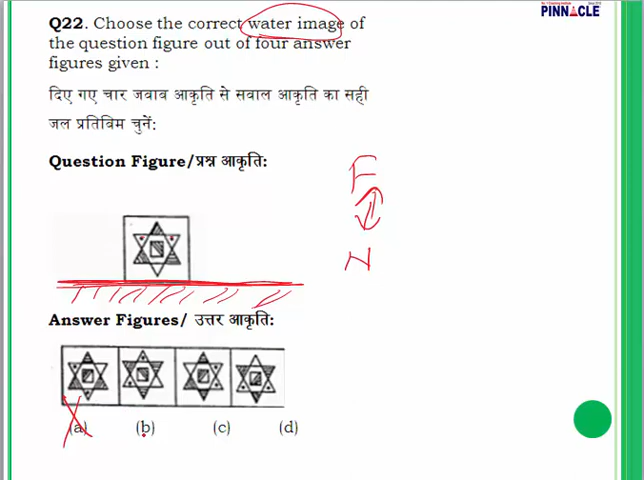 PINNACLE
Q22. Choose the correct water image of
the question figure out of four answer
figures given :
दिए गए चार जवाब आकृति से सवाल आकृति का सही
जल प्रतिबिम चुनें:
Question Figure/प्रश्न आकृति:
F
N
Answer Figures/ उत्तर आकृति:
(a) (b) (c) (d)